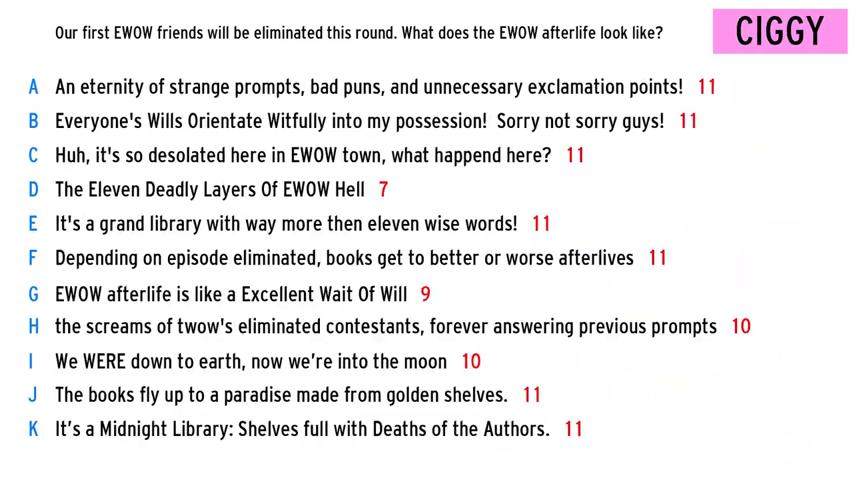 Our first EWOW friends will be eliminated this round. What does the EWOW afterlife look like?
CIGGY
A An eternity of strange prompts, bad puns, and unnecessary exclamation points! 11
B Everyone's Wills Orientate Witfully into my possession! Sorry not sorry guys! 11
C Huh, it's so desolated here in EWOW town, what happend here? 11
D The Eleven Deadly Layers Of EWOW Hell 7
E It's a grand library with way more then eleven wise words! 11
F Depending on episode eliminated, books get to better or worse afterlives 11
G EWOW afterlife is like a Excellent Wait Of Will 9
H the screams of twow's eliminated contestants, forever answering previous prompts 10
I We WERE down to earth, now we're into the moon 10
J The books fly up to a paradise made from golden shelves. 11
K It's a Midnight Library: Shelves full with Deaths of the Authors. 11